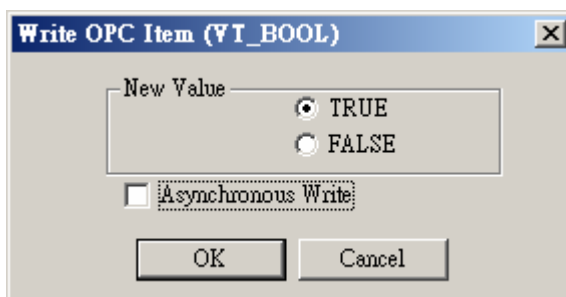 Write OPC Item (VT_BOOL)
New Value
TRUE
FALSE
Asynchronous Write
OK Cancel